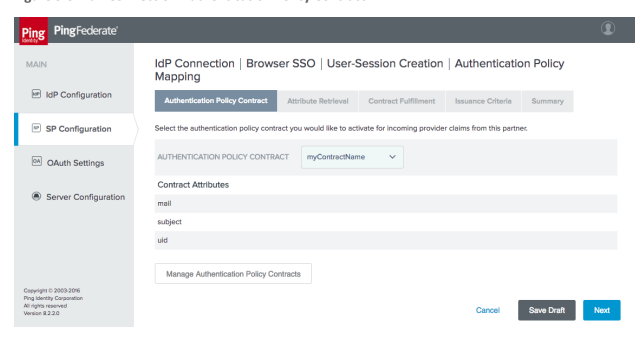 Ping
Identity
PingFederate®
MAIN
IdP Configuration
SP Configuration
OAuth Settings
Server Configuration
Copyright © 2003-2016
Ping Identity Corporation
All rights reserved
Version 8.2.2.0
IdP Connection | Browser SSO | User-Session Creation | Authentication Policy
Mapping
Authentication Policy Contract Attribute Retrieval Contract Fulfillment Issuance Criteria Summary
Select the authentication policy contract you would like to activate for incoming provider claims from this partner.
AUTHENTICATION POLICY CONTRACT myContractName
Contract Attributes
mail
subject
uid
Manage Authentication Policy Contracts
Cancel Save Draft Next